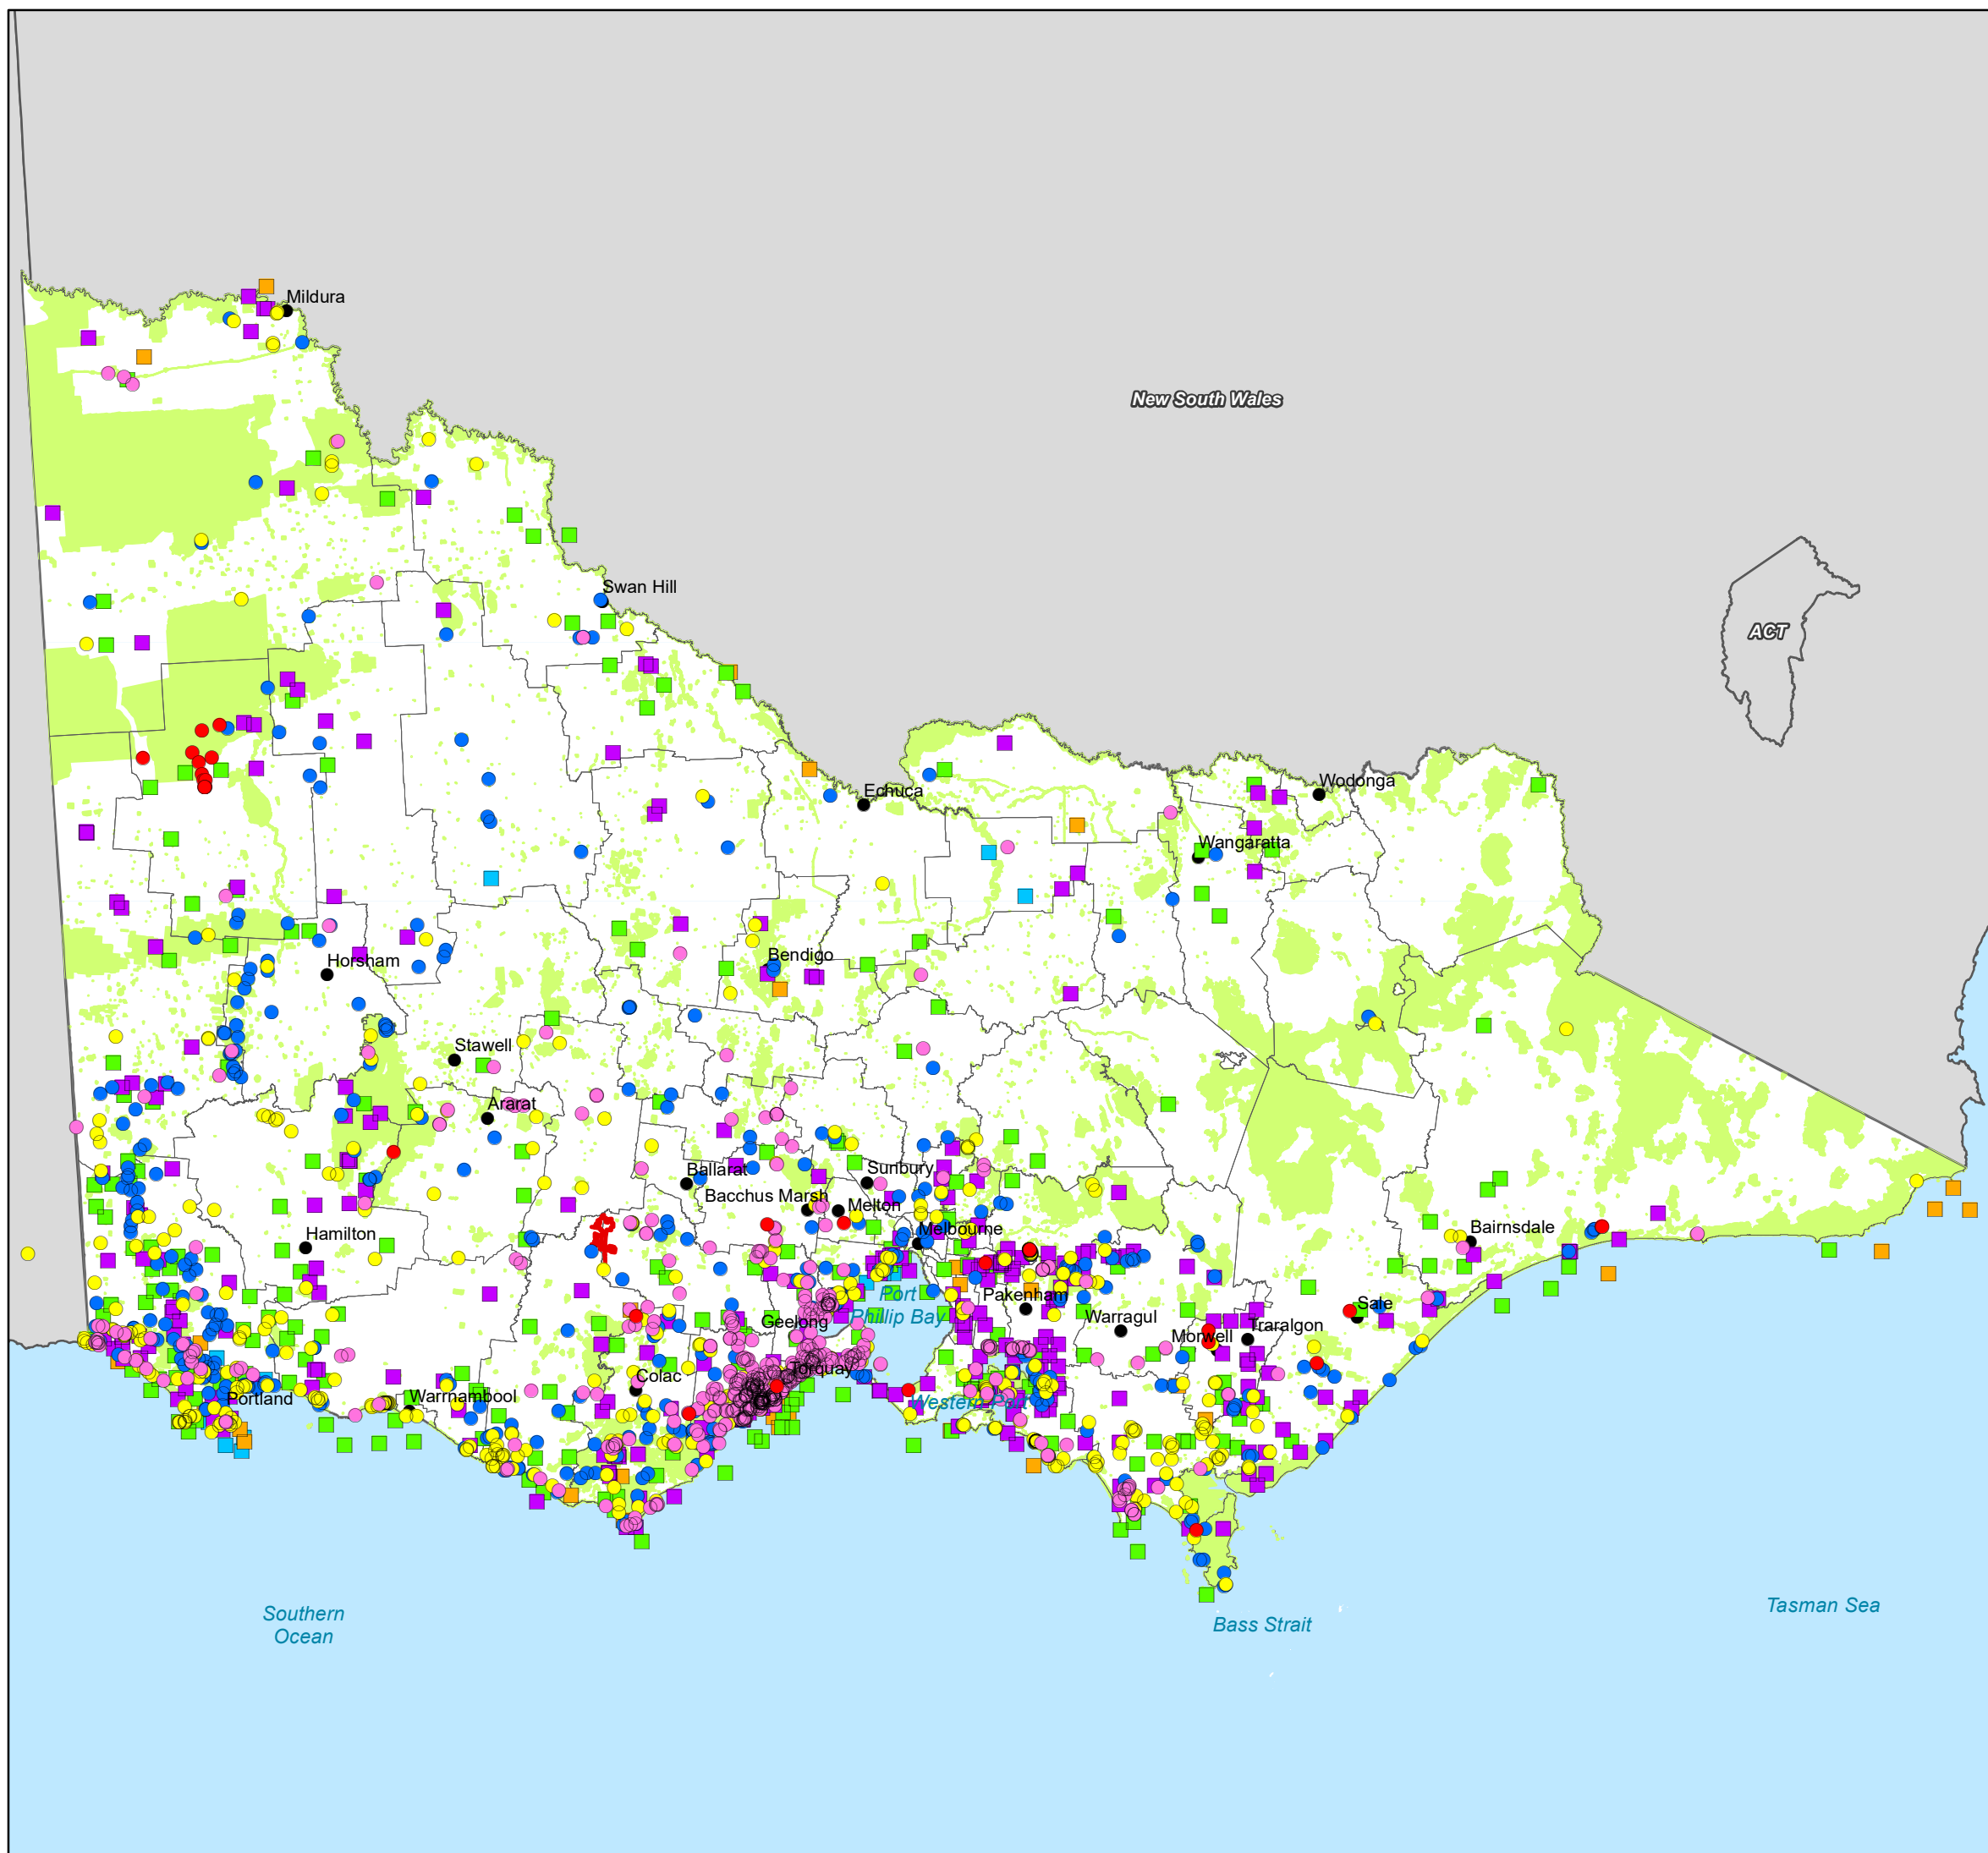 Mildura
New South Wales
Swan Hill
ACT
Echuca
Wodonga
Wangaratta
Bendigo
Horsham
Stawell
Ararat
Ballarat
Sunbury
Bacchus Marsh
Melton
Hamilton
Melbourne
Bairnsdale
Port
Phillip Bay
Pakenham
Sale
Geelong
Warragul
Traralgon
Morwell
Torquay
Colac
Portland
Warrnambool
Western Port
Southern
Ocean
Bass Strait
Tasman Sea